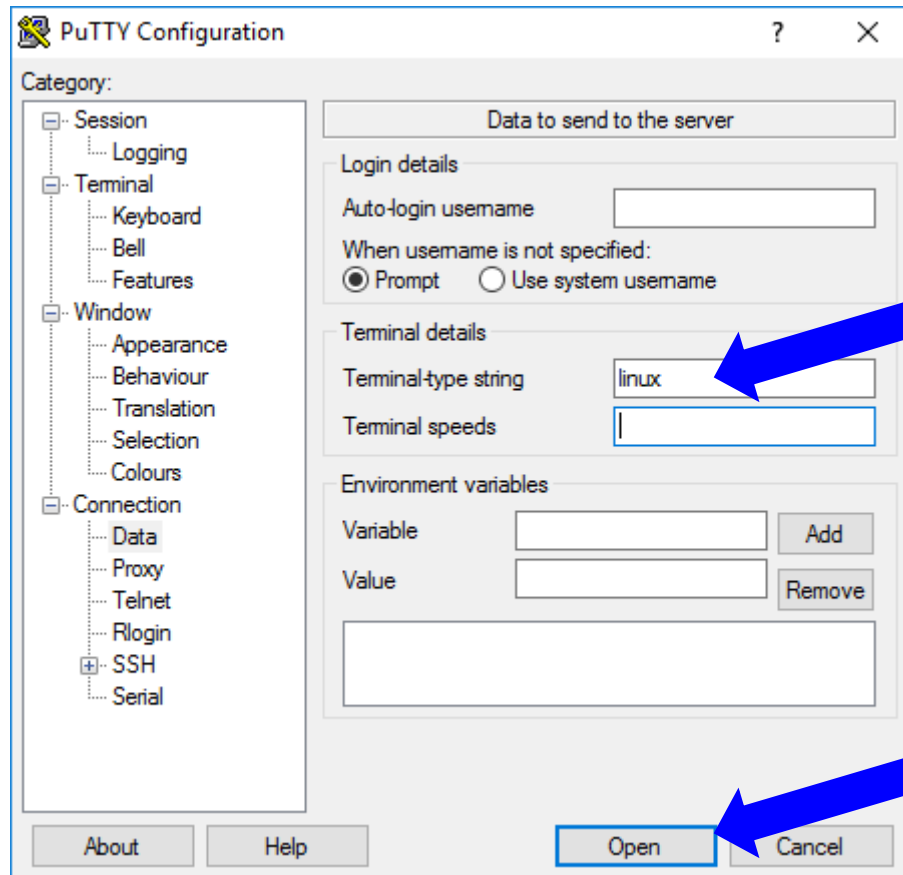 PuTTY Configuration
?
Category:
Session
Logging
Terminal
Keyboard
Bell
Features
Window
Appearance
Behaviour
Translation
Selection
Colours
Connection
Data
Proxy
Telnet
Rlogin
SSH
Serial
Data to send to the server
Login details
Auto-login username
When username is not specified:
Prompt Use system username
Terminal details
Terminal-type string linux
Terminal speeds
Environment variables
Variable Add
Value Remove
About Help Open Cancel